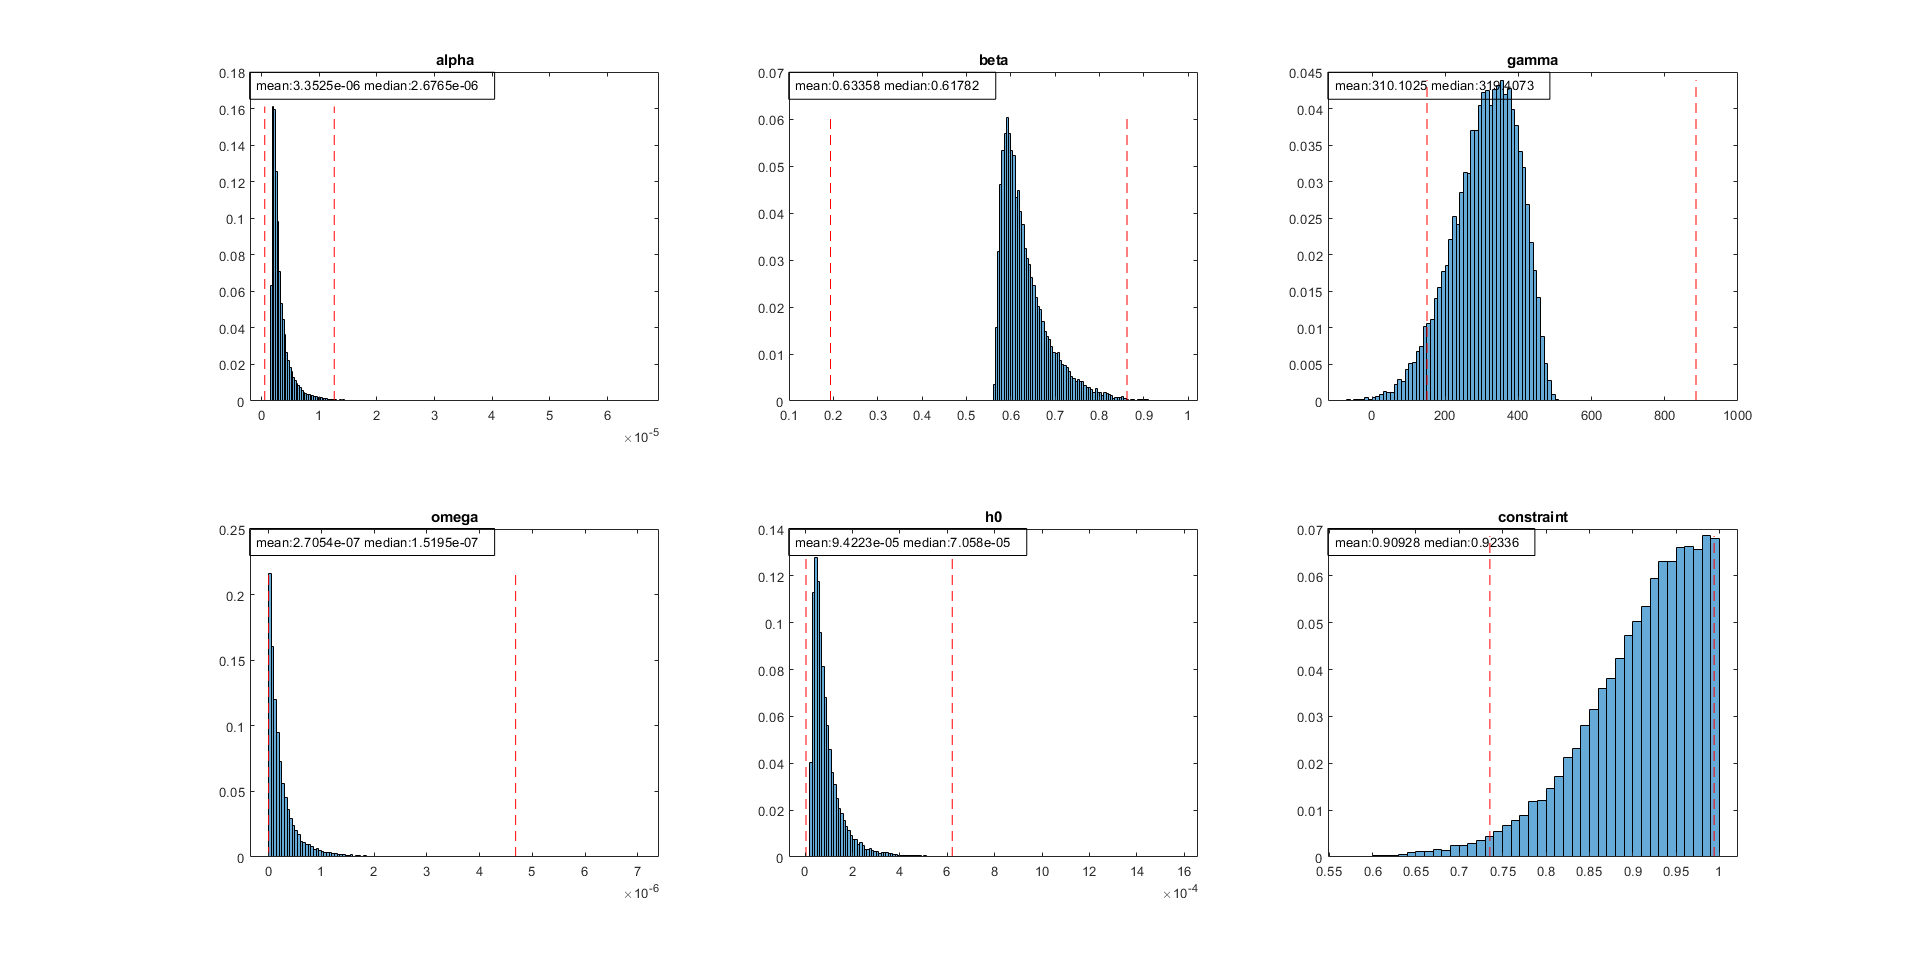 alpha
mean:3.3525e-06 median:2.6765e-06
0.18
0.16
0.14
0.12
0.1
0.08
0.06
0.04
0.02
0
0 1 2 3 4 5 6
×10-5
beta
mean:0.63358 median:0.61782
0.07
0.06
0.05
0.04
0.03
0.02
0.01
0
0.1 0.2 0.3 0.4 0.5 0.6 0.7 0.8 0.9 1
gamma
mean:310.1025 median:319.4073
0.045
0.04
0.035
0.03
0.025
0.02
0.015
0.01
0.005
0
0 200 400 600 800 1000
omega
mean:2.7054e-07 median:1.5195e-07
0.25
0.2
0.15
0.1
0.05
0
0 1 2 3 4 5 6 7
×10-6
h0
mean:9.4223e-05 median:7.058e-05
0.14
0.12
0.1
0.08
0.06
0.04
0.02
0
0 2 4 6 8 10 12 14 16
×10-4
constraint
mean:0.90928 median:0.92336
0.07
0.06
0.05
0.04
0.03
0.02
0.01
0
0.55 0.6 0.65 0.7 0.75 0.8 0.85 0.9 0.95 1